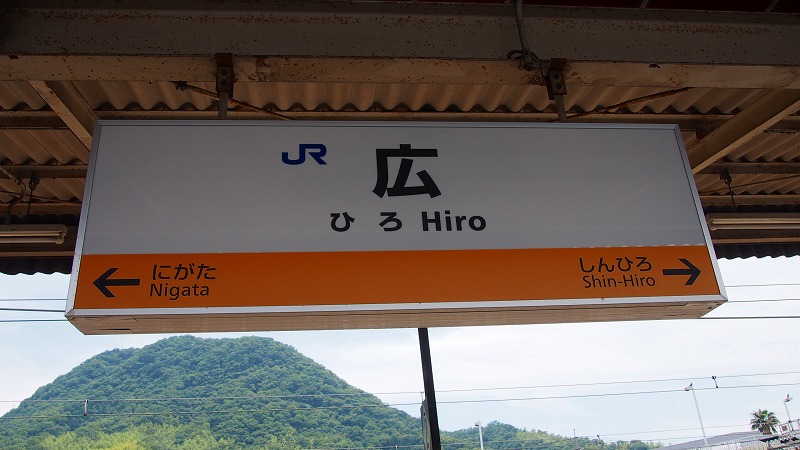 JR 広
ひろ Hiro
← にがた
Nigata
しんひろ →
Shin-Hiro